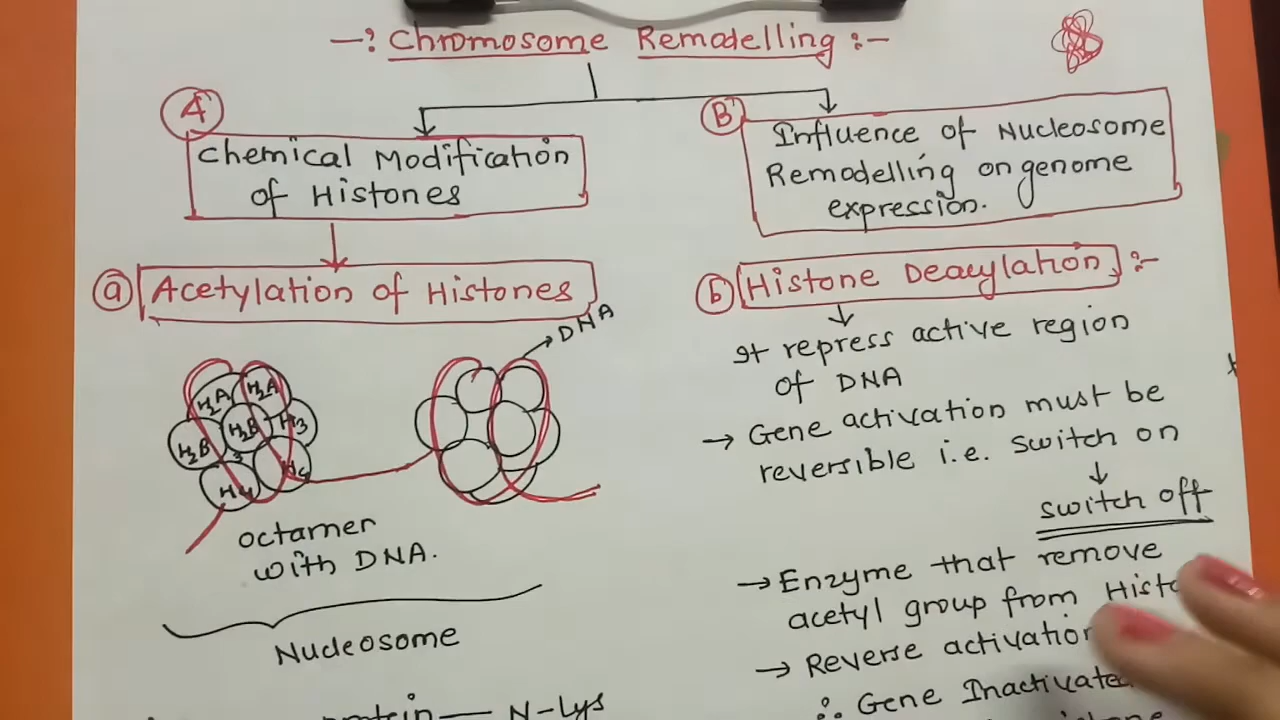 —: Chromosome Remodelling :—
A
Chemical Modification
of Histones
B
Influence of Nucleosome
Remodelling on genome
expression.
a Acetylation of Histones
DNA
H2A H2A
H2B H2B H3
H4 H4
octamer
with DNA.
Nucleosome
N-Lys
b Histone Deacylation :-
It repress active region
of DNA
→ Gene activation must be
reversible i.e. switch on
switch off
→ Enzyme that remove
acetyl group from
→ Reverse activation
∴ Gene Inactivated